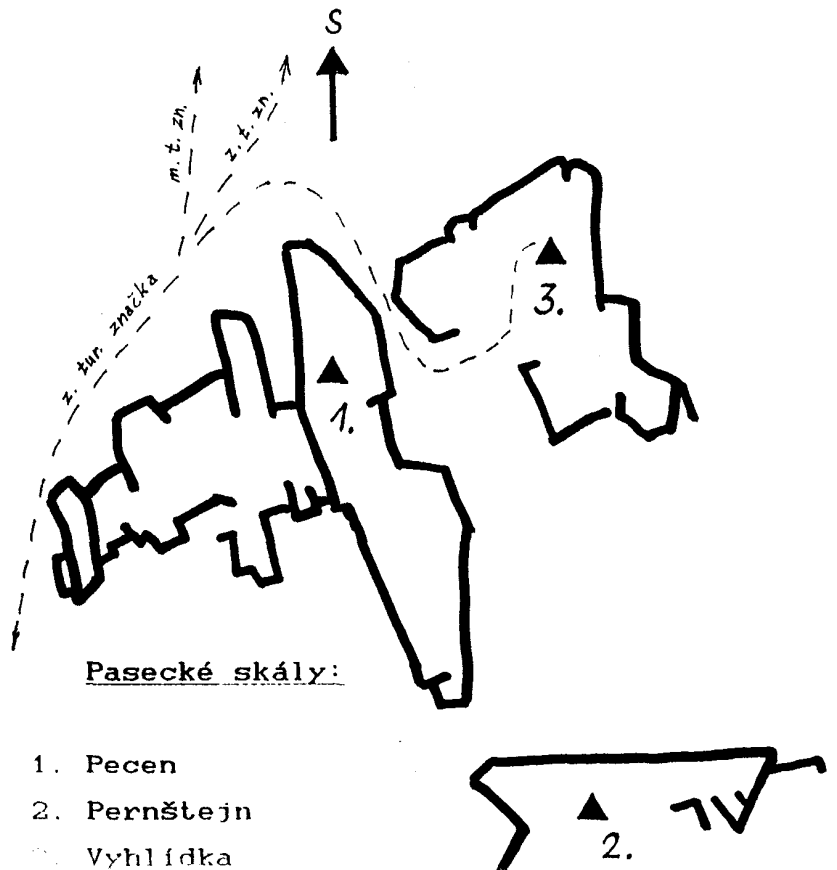 S
m. t. zn.
z. t. zn.
z. tur. značka
3.
1.
Pasecké skály:
1. Pecen
2. Pernštejn
Vyhlídka
2.